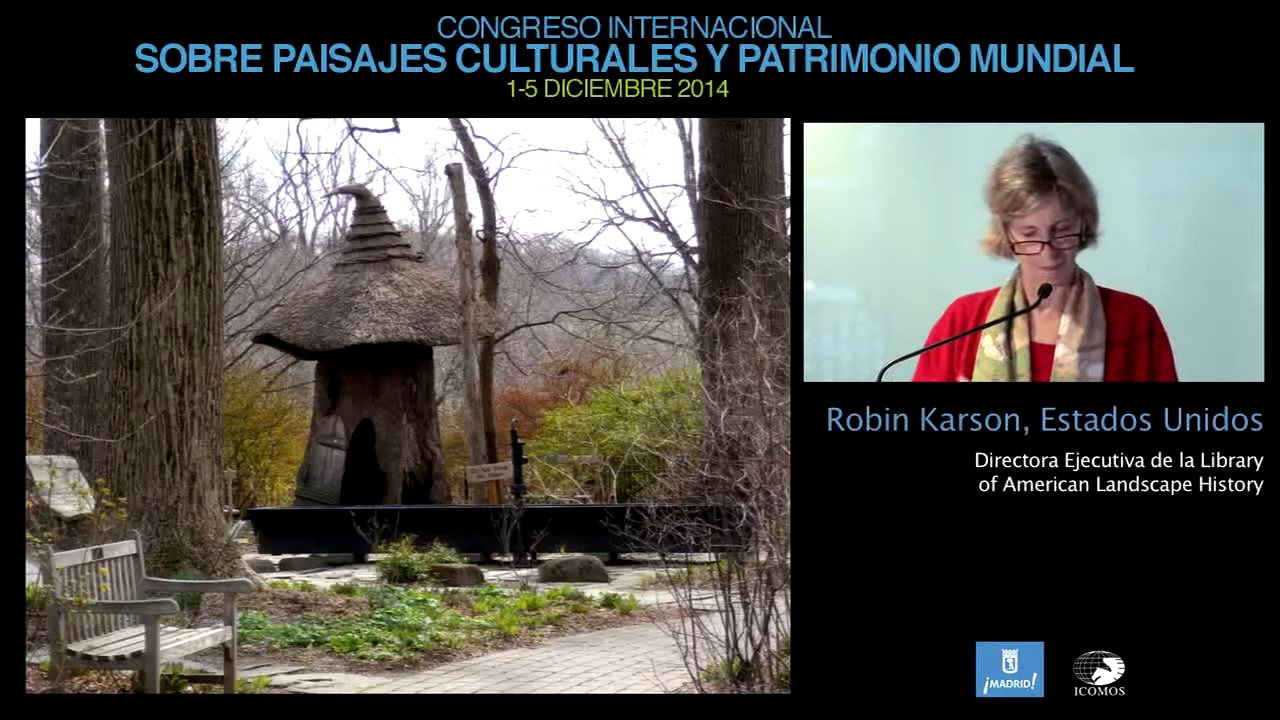 CONGRESO INTERNACIONAL
SOBRE PAISAJES CULTURALES Y PATRIMONIO MUNDIAL
1-5 DICIEMBRE 2014
Robin Karson, Estados Unidos
Directora Ejecutiva de la Library
of American Landscape History
¡MADRID!
ICOMOS